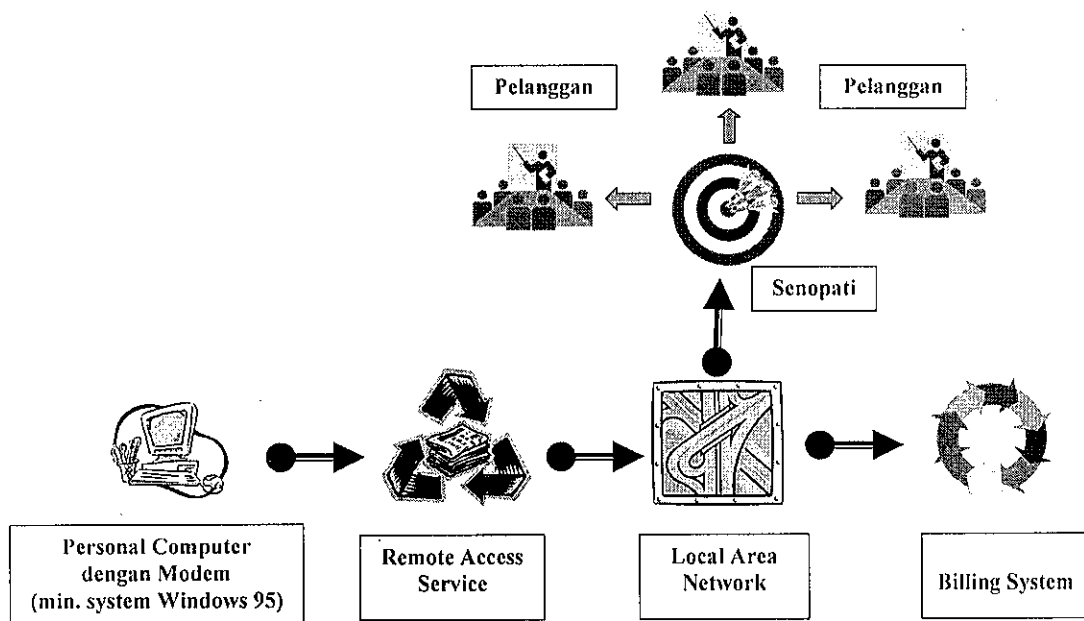 Pelanggan
Pelanggan
Senopati
Personal Computer
dengan Modem
(min. system Windows 95)
Remote Access
Service
Local Area
Network
Billing System